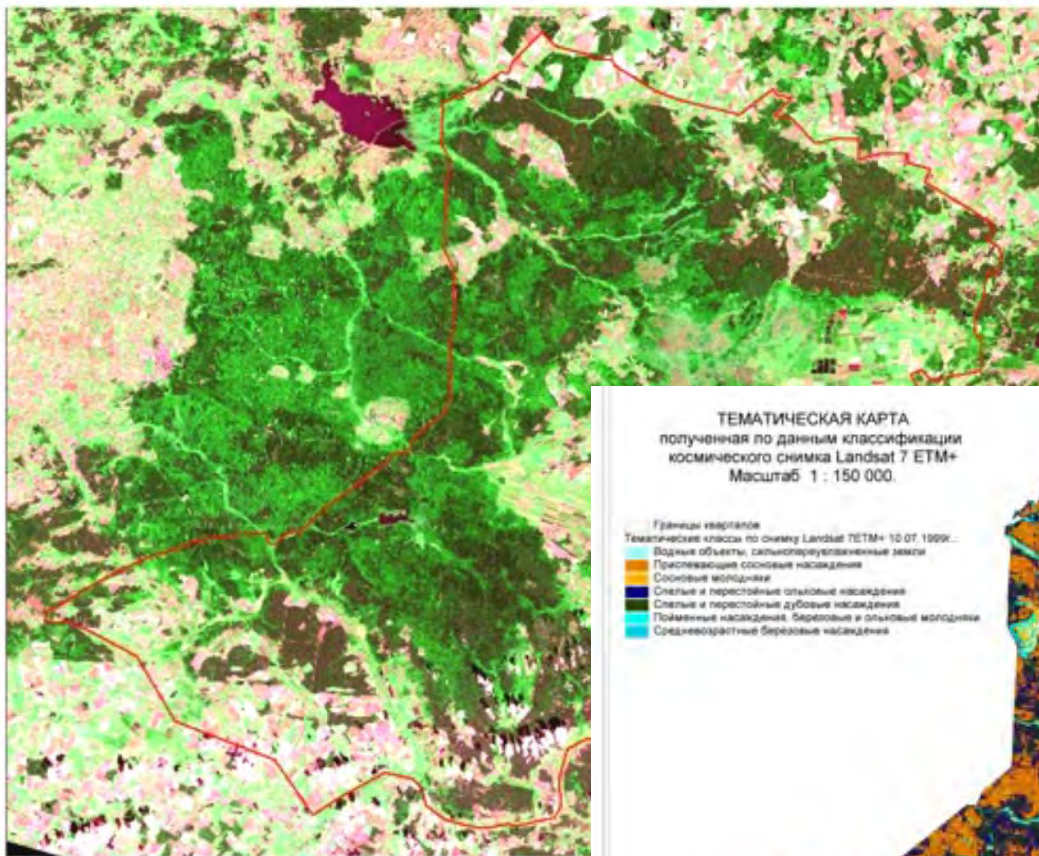 ТЕМАТИЧЕСКАЯ КАРТА
полученная по данным классификации
космического снимка Landsat 7 ETM+
Масштаб 1 : 150 000.
Границы кварталов
Тематические классы по снимку Landsat 7ETM+ 10.07.1999г.:
Водные объекты, сильнопереувлажненные земли
Приспевающие сосновые насаждения
Сосновые молодняки
Спелые и перестойные ольховые насаждения
Спелые и перестойные дубовые насаждения
Пойменные насаждения, березовые и ольховые молодняки
Средневозрастные березовые насаждения